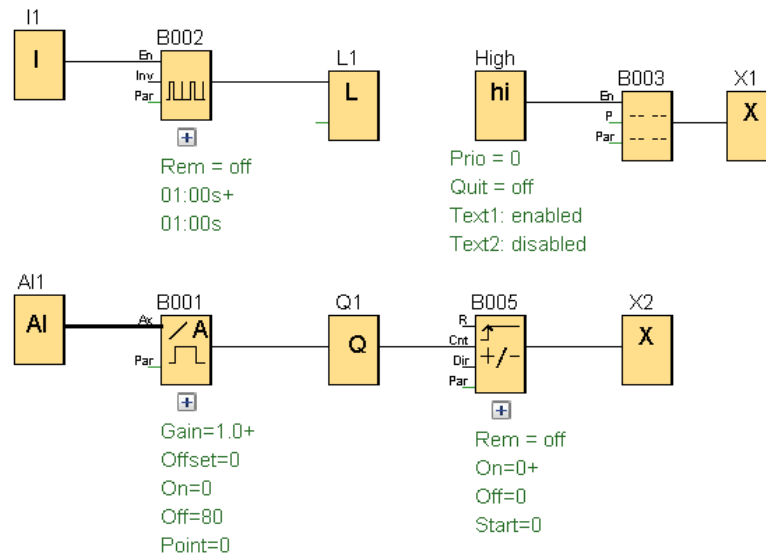 I1
B002
I
En
Inv
Par
L1
L
High
hi
B003
En
P
Par
X1
X
Rem = off
01:00s+
01:00s
Prio = 0
Quit = off
Text1: enabled
Text2: disabled
AI1
AI
B001
Ax
A
Par
Q1
Q
B005
R
Cnt
Dir
Par
+/-
X2
X
Gain=1.0+
Offset=0
On=0
Off=80
Point=0
Rem = off
On=0+
Off=0
Start=0